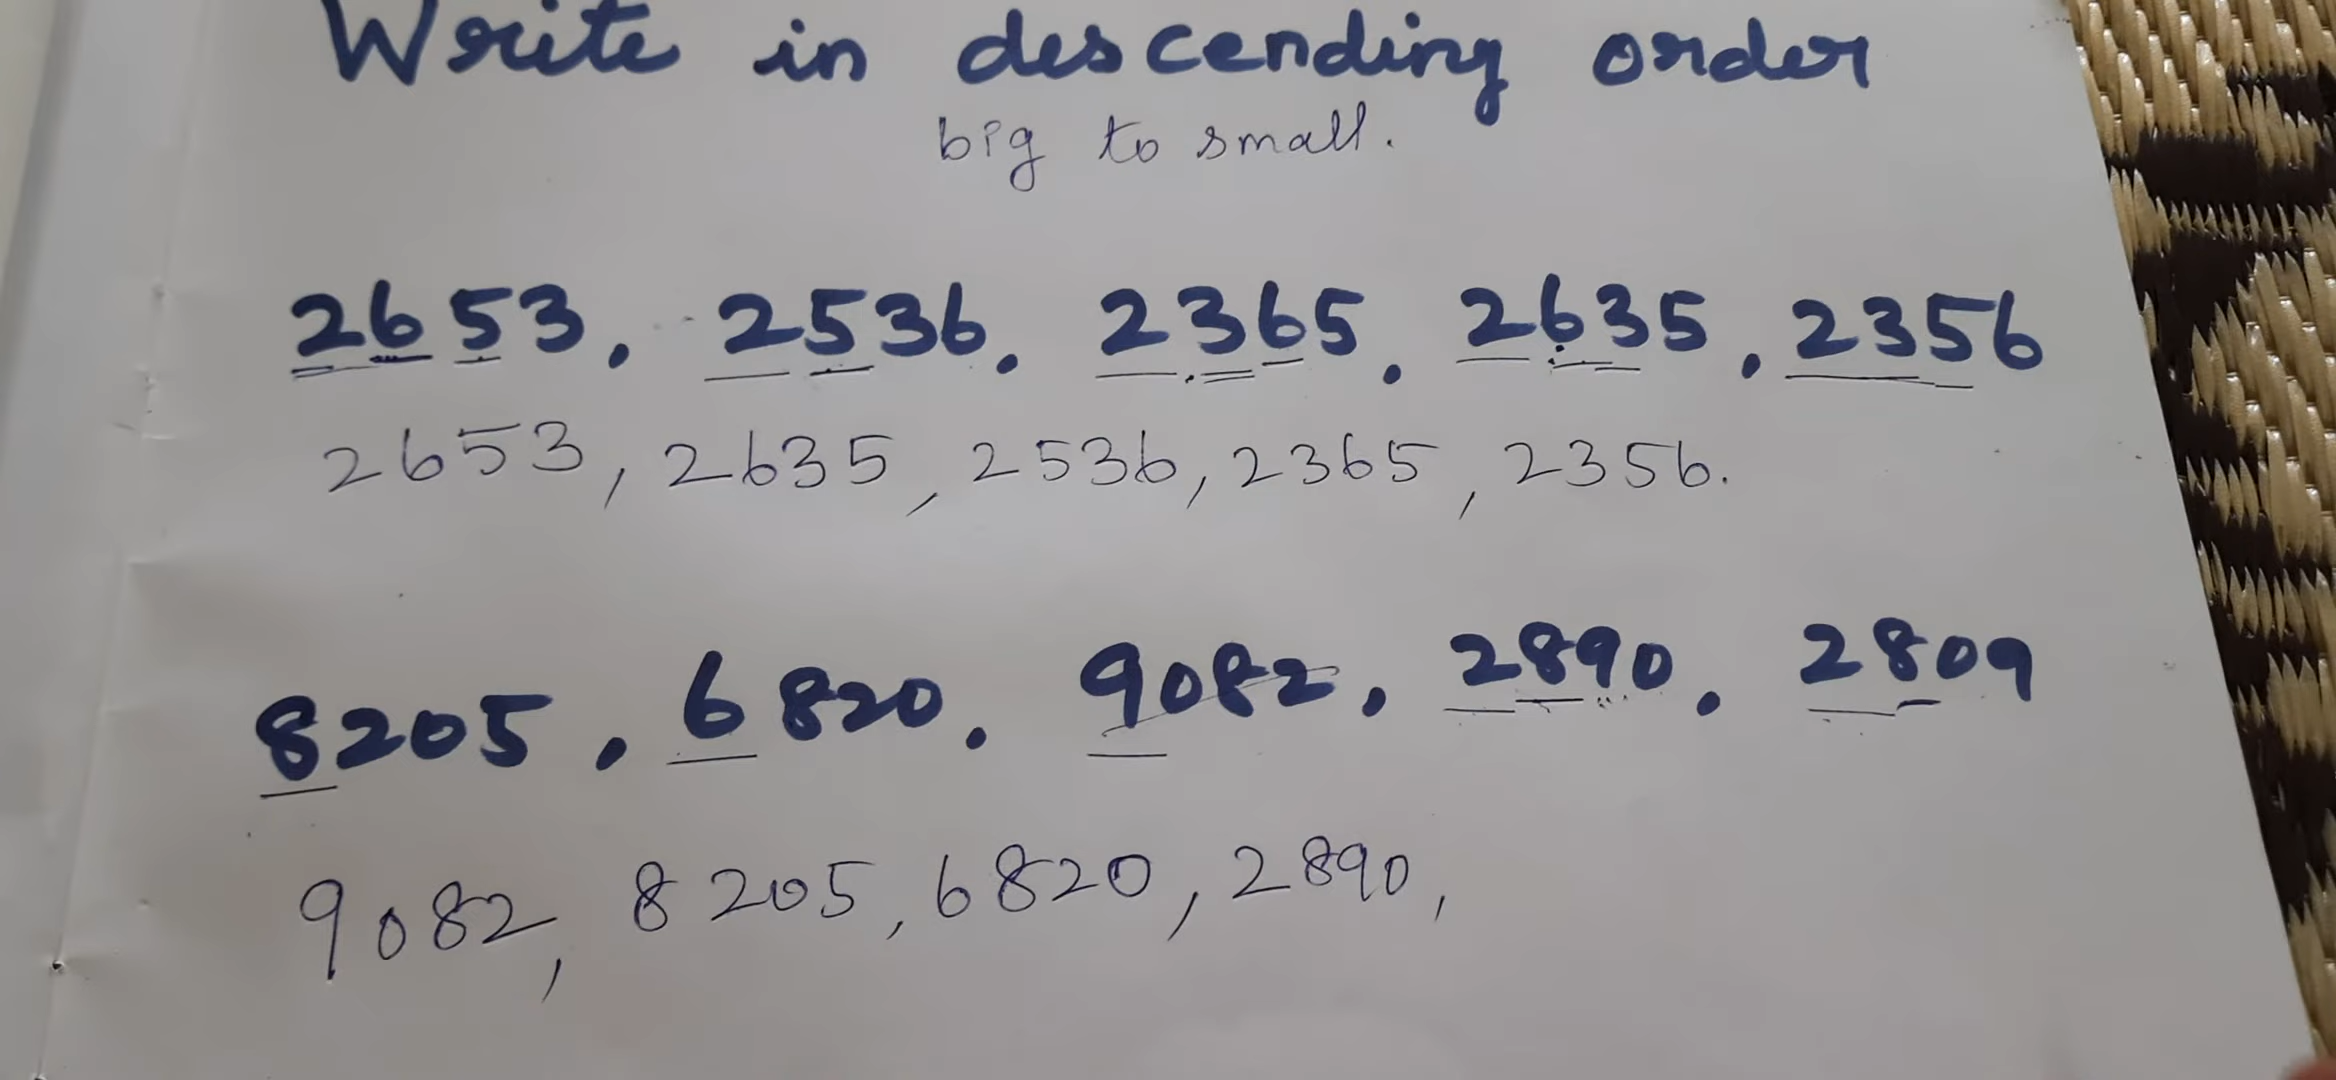 Write in descending order
big to small.
2653, 2536, 2365, 2635, 2356
2653, 2635, 2536, 2365, 2356.
8205, 6820, 9082, 2890, 2809
9082, 8205, 6820, 2890,